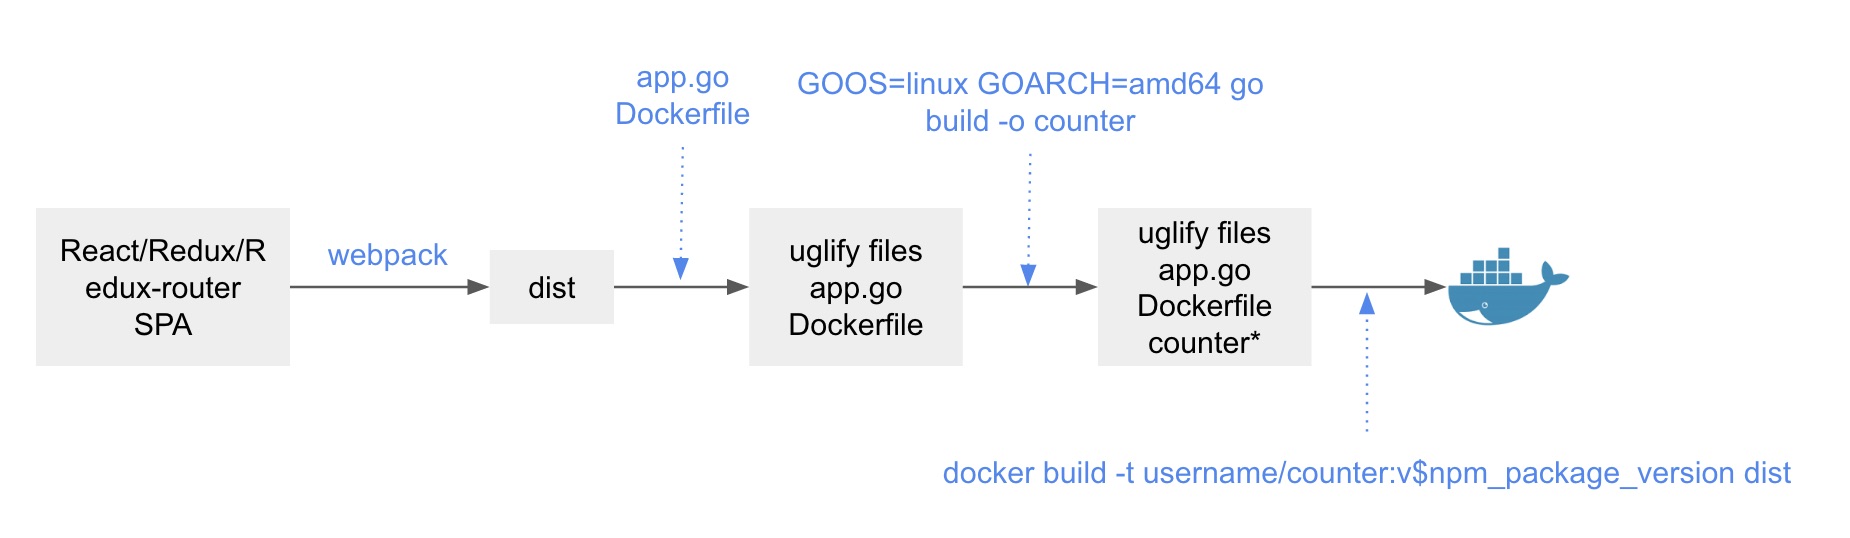 app.go
Dockerfile
GOOS=linux GOARCH=amd64 go
build -o counter
React/Redux/R
edux-router
SPA
webpack
dist
uglify files
app.go
Dockerfile
uglify files
app.go
Dockerfile
counter*
docker build -t username/counter:v$npm_package_version dist